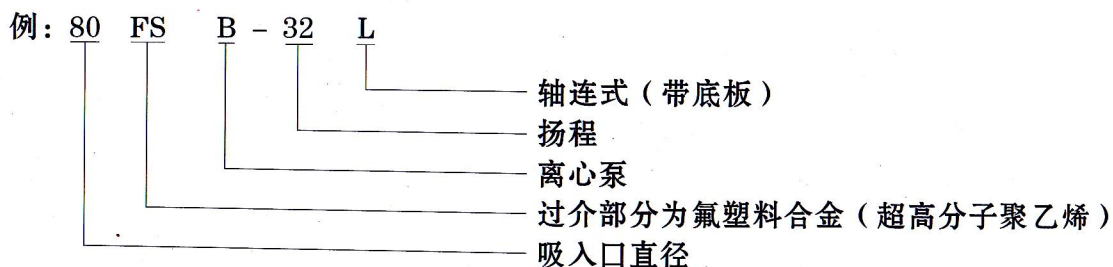 例：80 FS B - 32 L
轴连式（带底板）
扬程
离心泵
过介部分为氟塑料合金（超高分子聚乙烯）
吸入口直径